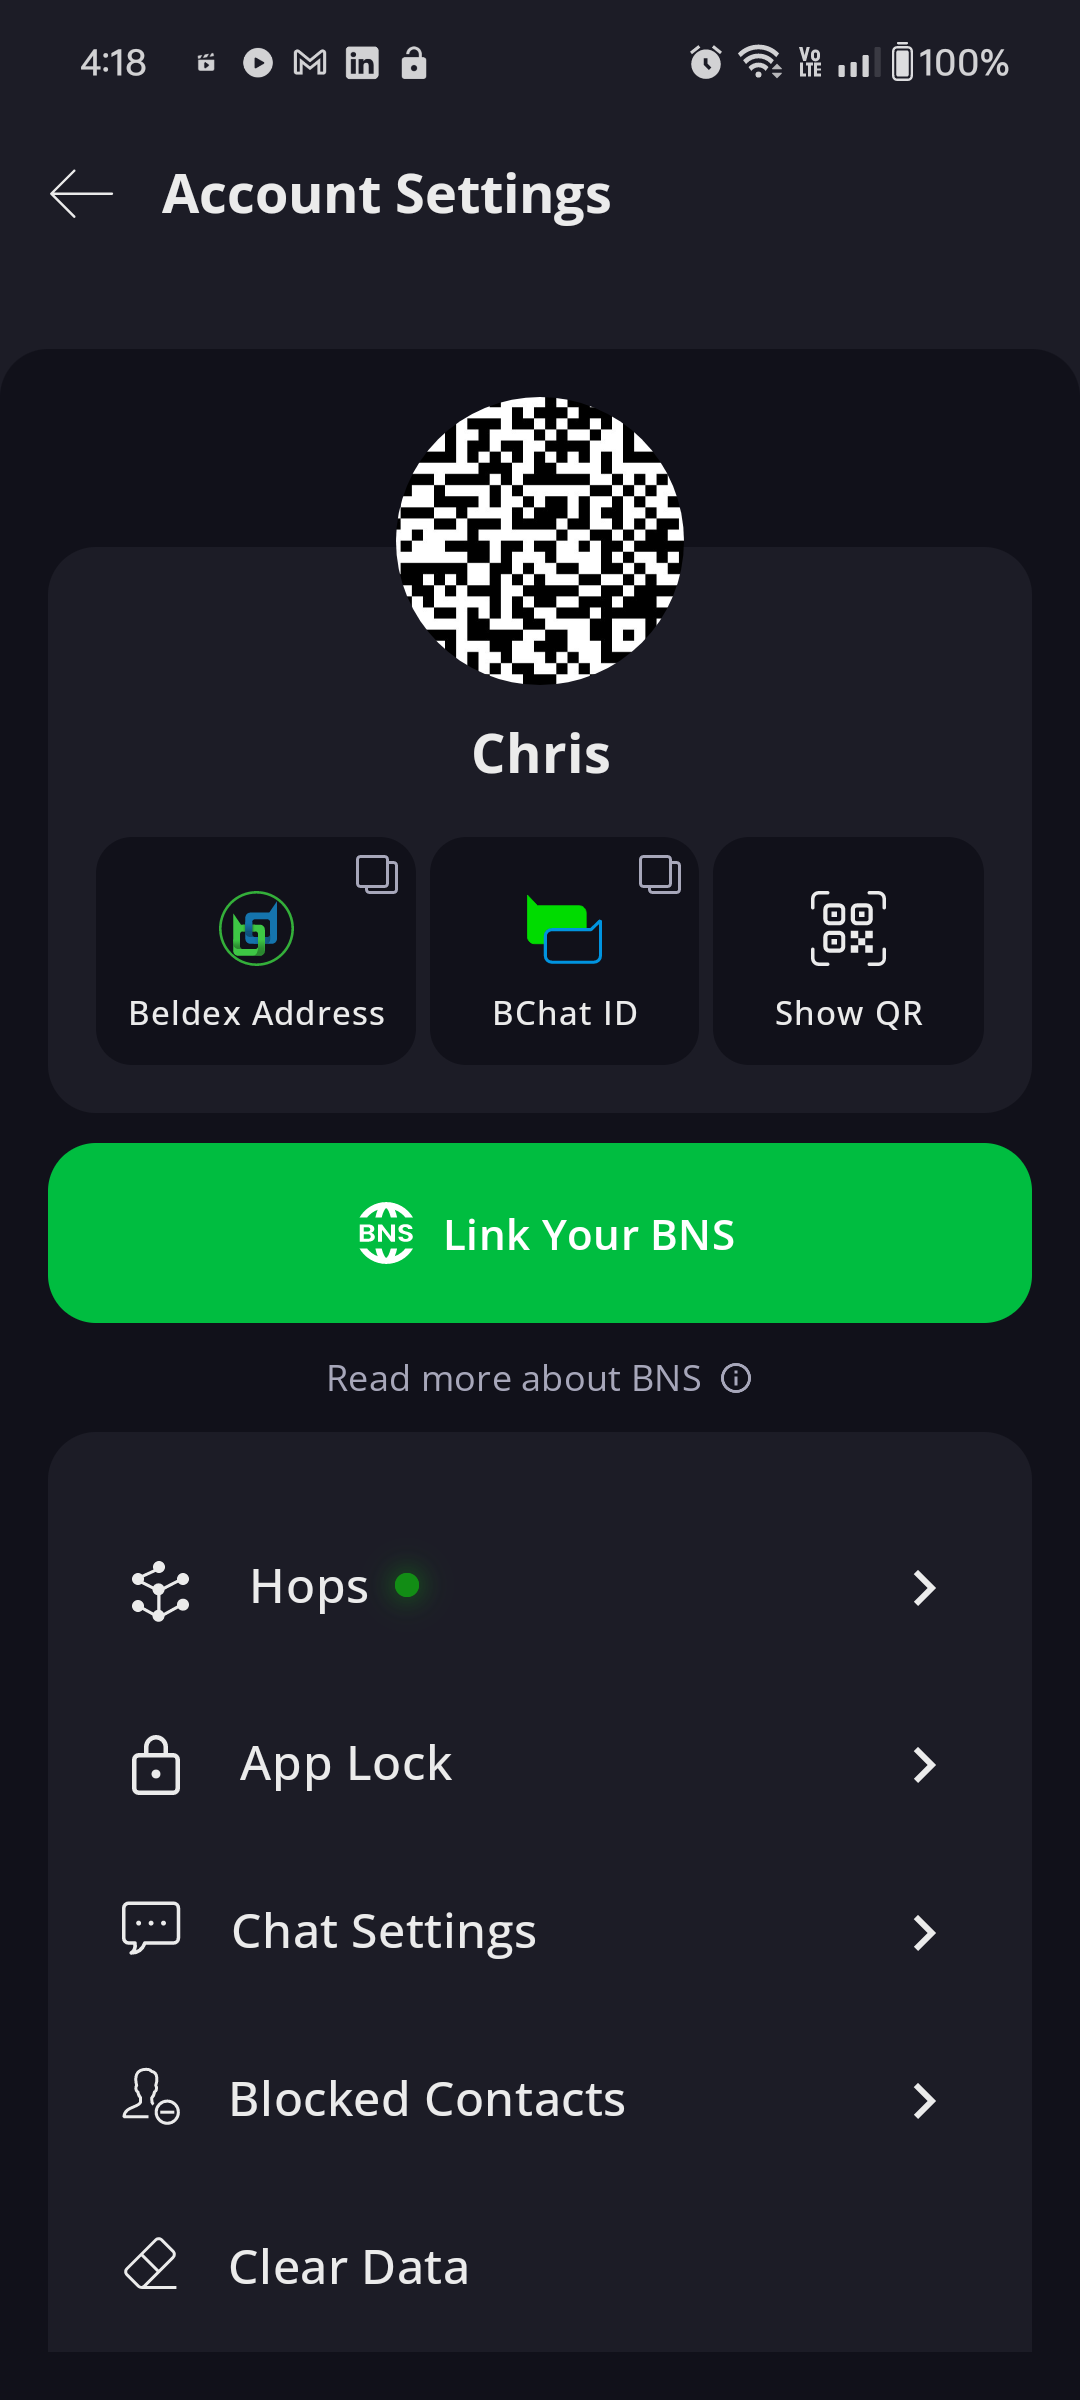 4:18 Vo LTE 100%
Account Settings
Chris
Beldex Address BChat ID Show QR
BNS Link Your BNS
Read more about BNS
Hops
App Lock
Chat Settings
Blocked Contacts
Clear Data